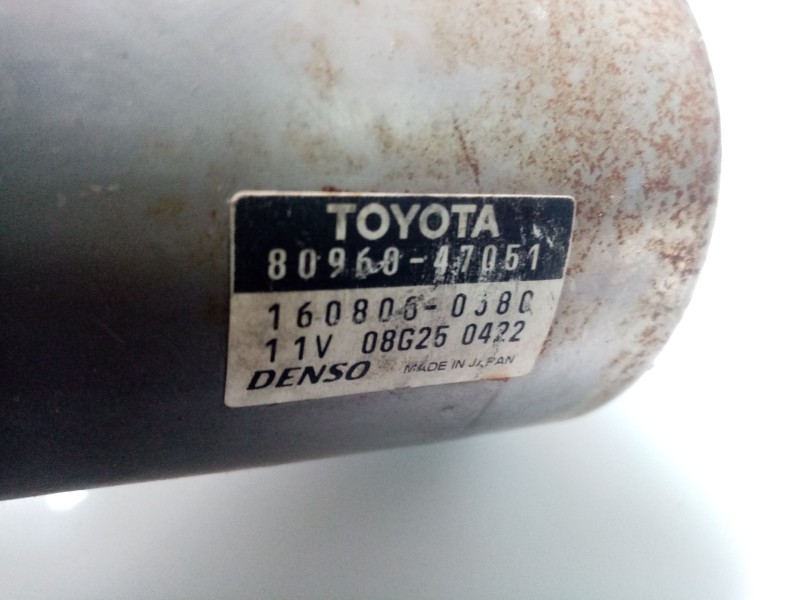 TOYOTA
80960-47051
160806-0380
11V 08G25 0422
DENSO MADE IN JAPAN